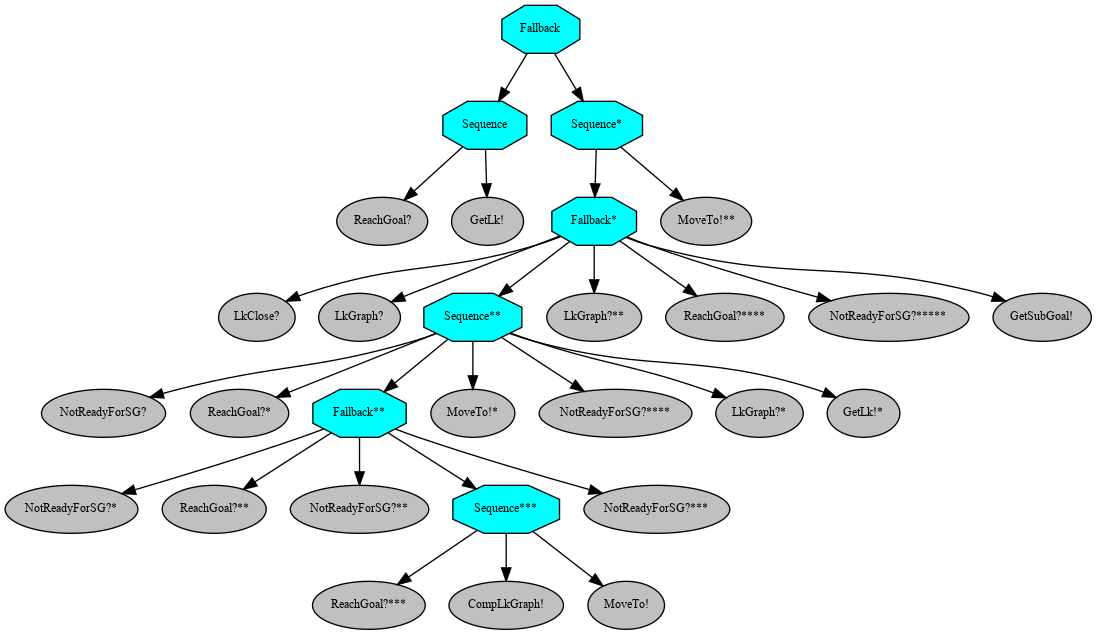 Fallback
Sequence
Sequence*
ReachGoal?
GetLk!
Fallback*
MoveTo!**
LkClose?
LkGraph?
Sequence**
LkGraph?**
ReachGoal?****
NotReadyForSG?*****
GetSubGoal!
NotReadyForSG?
ReachGoal?*
Fallback**
MoveTo!*
NotReadyForSG?****
LkGraph?*
GetLk!*
NotReadyForSG?*
ReachGoal?**
NotReadyForSG?**
Sequence***
NotReadyForSG?***
ReachGoal?***
CompLkGraph!
MoveTo!